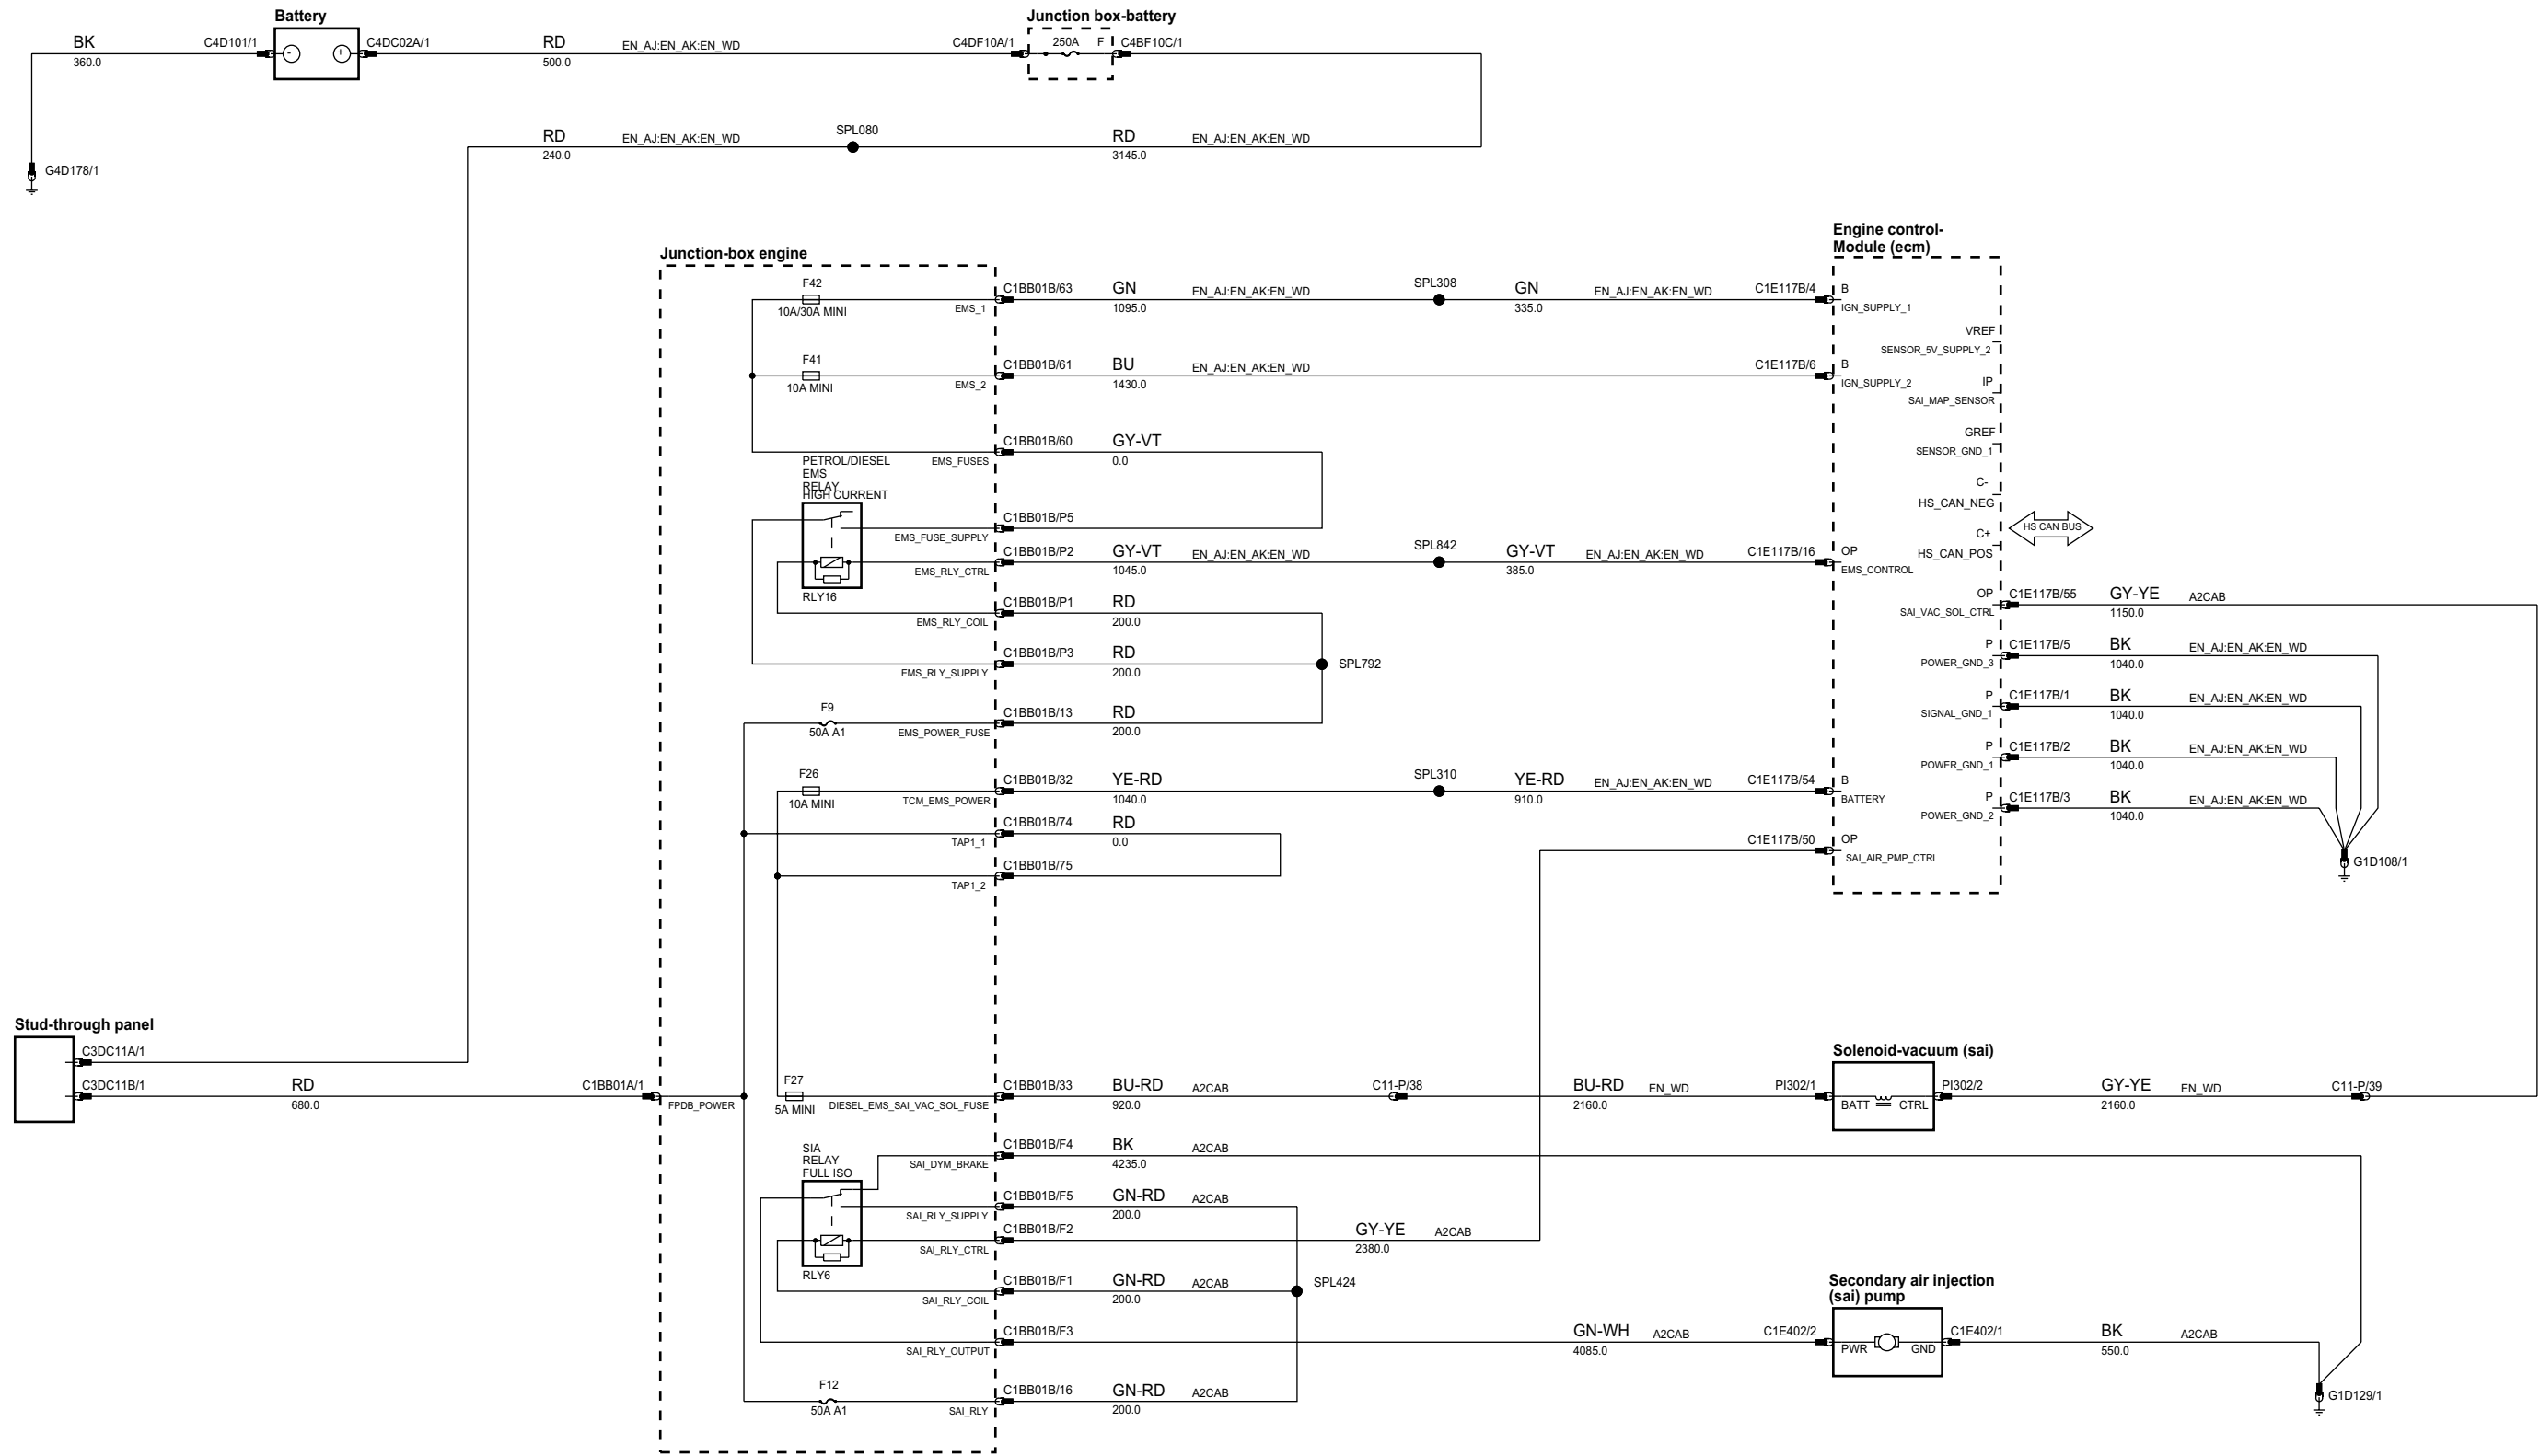 Battery
Junction box-battery
BK
360.0
C4D101/1
-
+
C4DC02A/1
RD
500.0
EN_AJ:EN_AK:EN_WD
C4DF10A/1
250A
F
C4BF10C/1
G4D178/1
RD
240.0
EN_AJ:EN_AK:EN_WD
SPL080
RD
3145.0
EN_AJ:EN_AK:EN_WD
Junction-box engine
Engine control-
Module (ecm)
F42
10A/30A MINI
EMS_1
C1BB01B/63
GN
1095.0
EN_AJ:EN_AK:EN_WD
SPL308
GN
335.0
EN_AJ:EN_AK:EN_WD
C1E117B/4
B
IGN_SUPPLY_1
VREF
SENSOR_5V_SUPPLY_2
F41
10A MINI
EMS_2
C1BB01B/61
BU
1430.0
EN_AJ:EN_AK:EN_WD
C1E117B/6
B
IGN_SUPPLY_2
IP
SAI_MAP_SENSOR
GREF
SENSOR_GND_1
EMS_FUSES
C1BB01B/60
GY-VT
0.0
PETROL/DIESEL
EMS
RELAY
HIGH CURRENT
RLY16
C-
HS_CAN_NEG
C+
HS_CAN_POS
HS CAN BUS
EMS_FUSE_SUPPLY
C1BB01B/P5
EMS_RLY_CTRL
C1BB01B/P2
GY-VT
1045.0
EN_AJ:EN_AK:EN_WD
SPL842
GY-VT
385.0
EN_AJ:EN_AK:EN_WD
C1E117B/16
OP
EMS_CONTROL
EMS_RLY_COIL
C1BB01B/P1
RD
200.0
OP
SAI_VAC_SOL_CTRL
C1E117B/55
GY-YE
1150.0
A2CAB
EMS_RLY_SUPPLY
C1BB01B/P3
RD
200.0
SPL792
P
POWER_GND_3
C1E117B/5
BK
1040.0
EN_AJ:EN_AK:EN_WD
F9
50A A1
EMS_POWER_FUSE
C1BB01B/13
RD
200.0
P
SIGNAL_GND_1
C1E117B/1
BK
1040.0
EN_AJ:EN_AK:EN_WD
P
POWER_GND_1
C1E117B/2
BK
1040.0
EN_AJ:EN_AK:EN_WD
F26
10A MINI
TCM_EMS_POWER
C1BB01B/32
YE-RD
1040.0
SPL310
YE-RD
910.0
EN_AJ:EN_AK:EN_WD
C1E117B/54
B
BATTERY
P
POWER_GND_2
C1E117B/3
BK
1040.0
EN_AJ:EN_AK:EN_WD
TAP1_1
C1BB01B/74
RD
0.0
C1E117B/50
OP
SAI_AIR_PMP_CTRL
G1D108/1
TAP1_2
C1BB01B/75
Stud-through panel
C3DC11A/1
C3DC11B/1
RD
680.0
C1BB01A/1
FPDB_POWER
F27
5A MINI
DIESEL_EMS_SAI_VAC_SOL_FUSE
C1BB01B/33
BU-RD
920.0
A2CAB
C11-P/38
BU-RD
2160.0
EN_WD
PI302/1
Solenoid-vacuum (sai)
BATT
CTRL
PI302/2
GY-YE
2160.0
EN_WD
C11-P/39
SIA
RELAY
FULL ISO
RLY6
SAI_DYM_BRAKE
C1BB01B/F4
BK
4235.0
A2CAB
SAI_RLY_SUPPLY
C1BB01B/F5
GN-RD
200.0
A2CAB
SAI_RLY_CTRL
C1BB01B/F2
GY-YE
2380.0
A2CAB
SAI_RLY_COIL
C1BB01B/F1
GN-RD
200.0
A2CAB
SPL424
SAI_RLY_OUTPUT
C1BB01B/F3
GN-WH
4085.0
A2CAB
C1E402/2
Secondary air injection
(sai) pump
PWR
GND
C1E402/1
BK
550.0
A2CAB
G1D129/1
F12
50A A1
SAI_RLY
C1BB01B/16
GN-RD
200.0
A2CAB